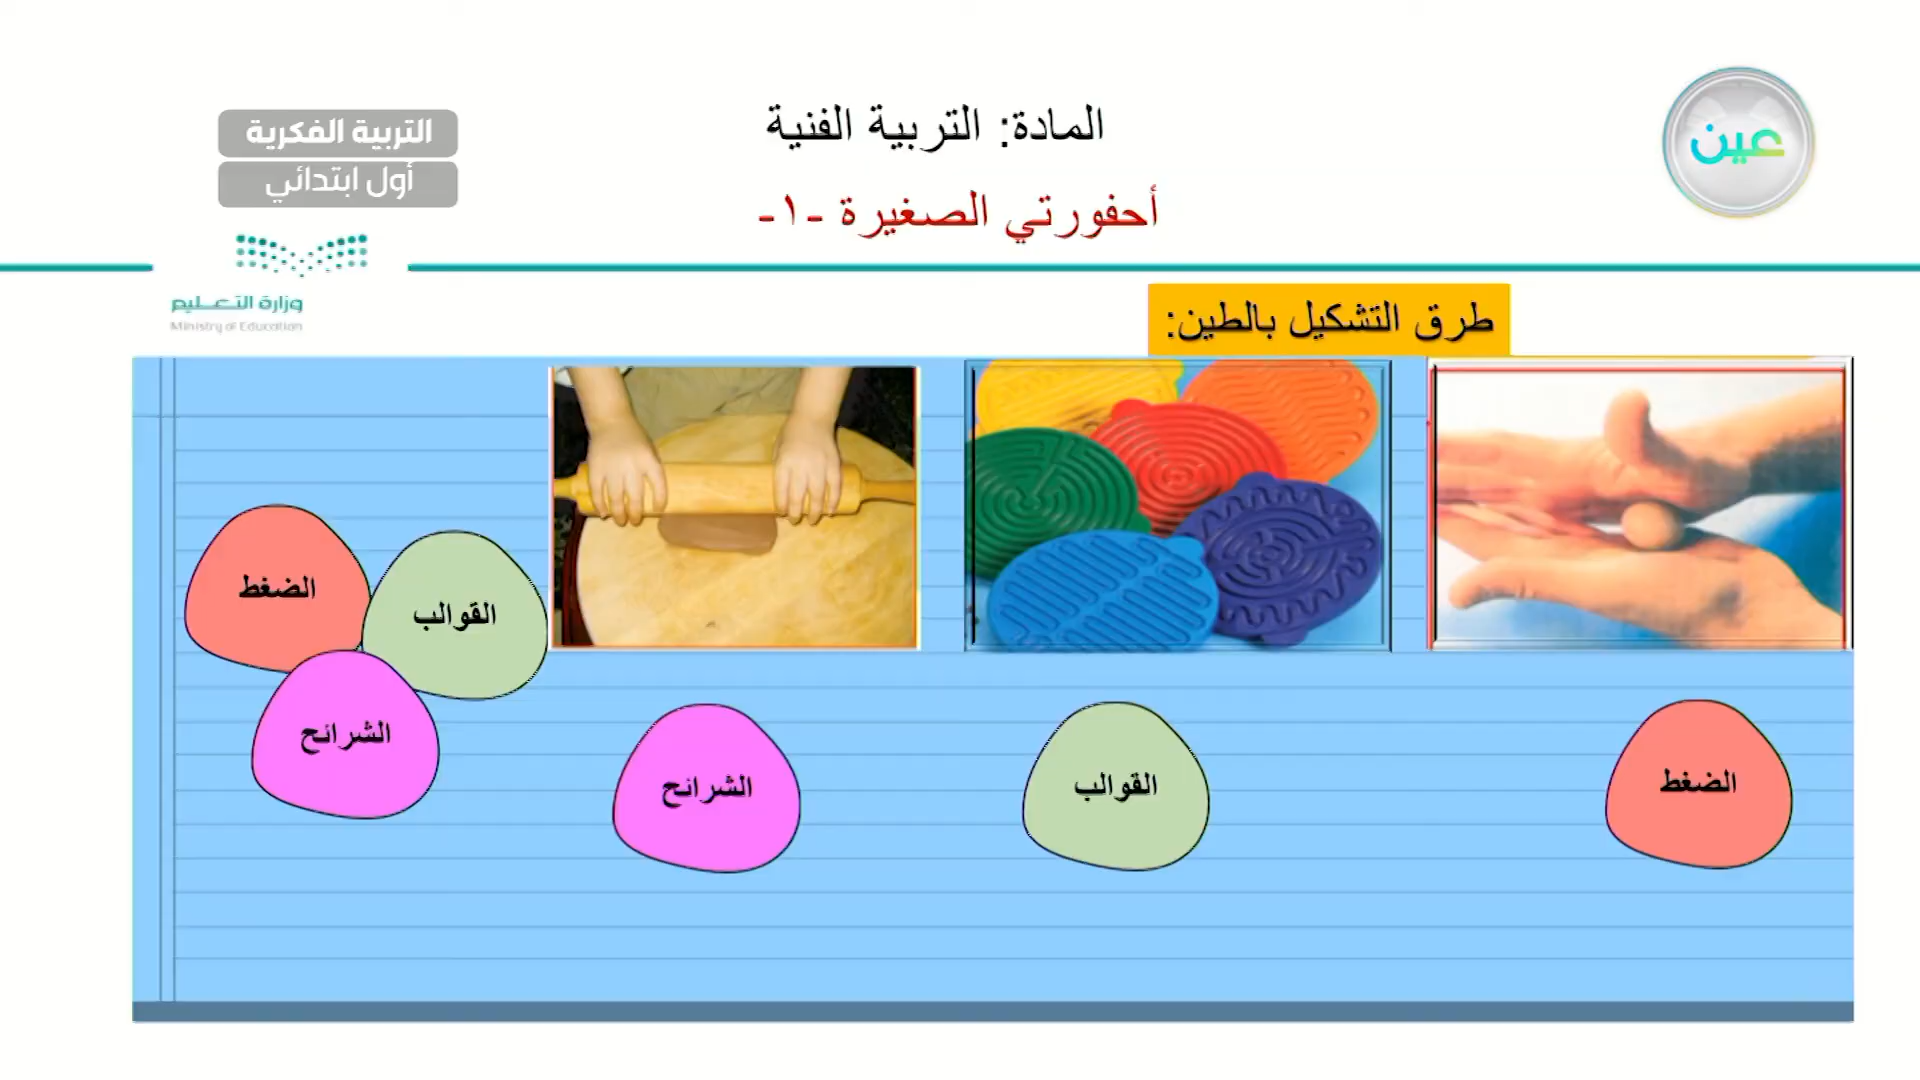 المادة: التربية الفنية
أحفورتي الصغيرة -١-
عين
التربية الفكرية
أول ابتدائي
وزارة التعليم
Ministry of Education
طرق التشكيل بالطين:
الضغط
القوالب
الشرائح
الضغط
القوالب
الشرائح